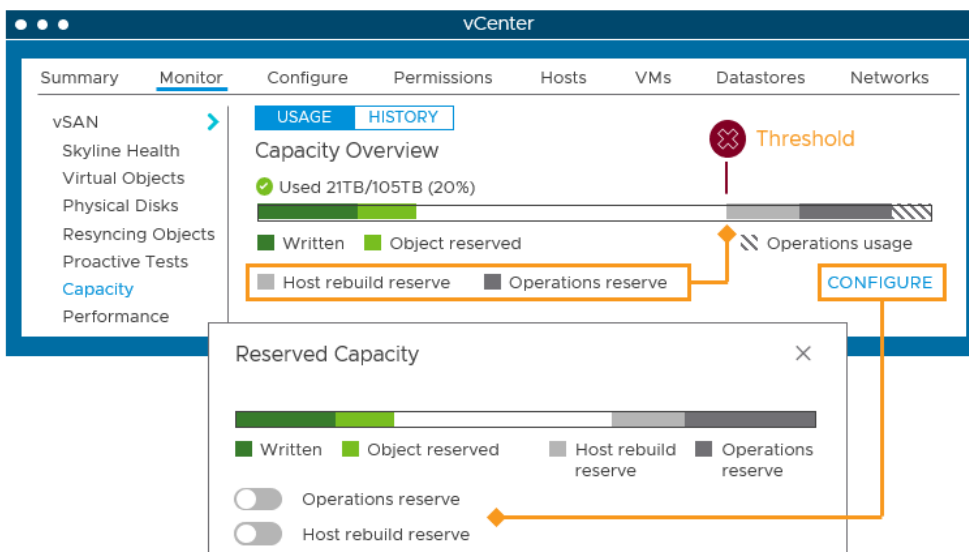 vCenter
Summary Monitor Configure Permissions Hosts VMs Datastores Networks
vSAN
Skyline Health
Virtual Objects
Physical Disks
Resyncing Objects
Proactive Tests
Capacity
Performance
USAGE HISTORY
Capacity Overview
Threshold
Used 21TB/105TB (20%)
Written Object reserved Operations usage
Host rebuild reserve Operations reserve
CONFIGURE
Reserved Capacity
Written Object reserved Host rebuild reserve Operations reserve
Operations reserve
Host rebuild reserve